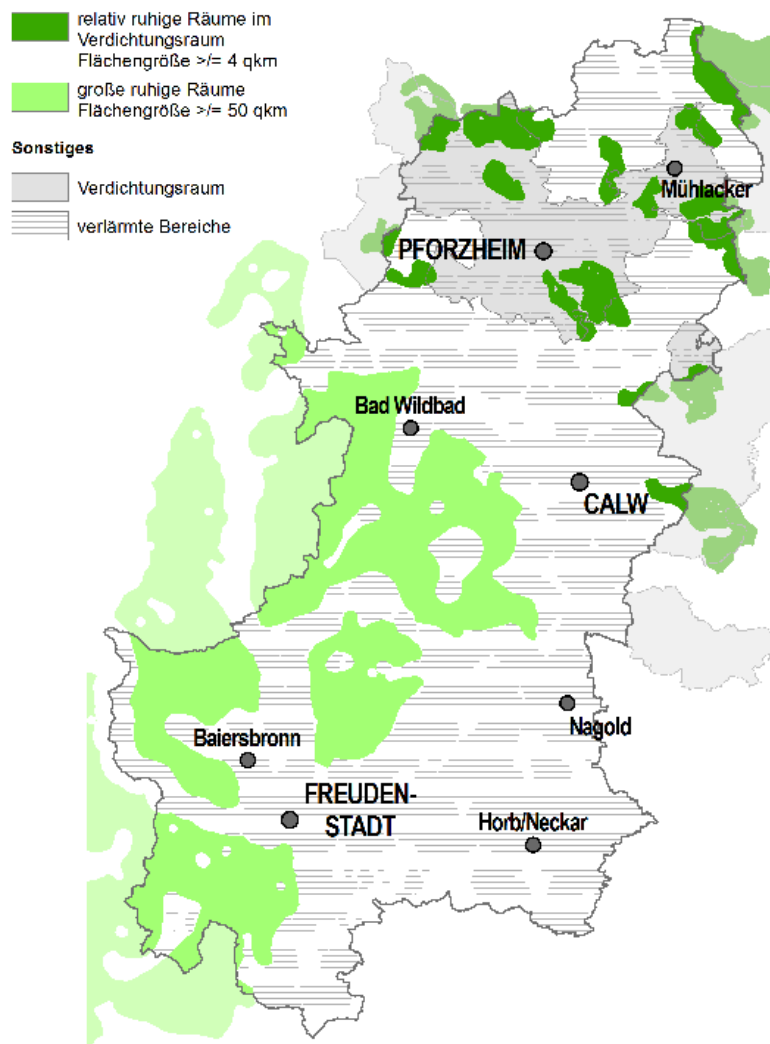 relativ ruhige Räume im
Verdichtungsraum
Flächengröße >/= 4 qkm
große ruhige Räume
Flächengröße >/= 50 qkm
Sonstiges
Verdichtungsraum
verlärmte Bereiche
Mühlacker
PFORZHEIM
Bad Wildbad
CALW
Nagold
Baiersbronn
FREUDEN-
STADT
Horb/Neckar